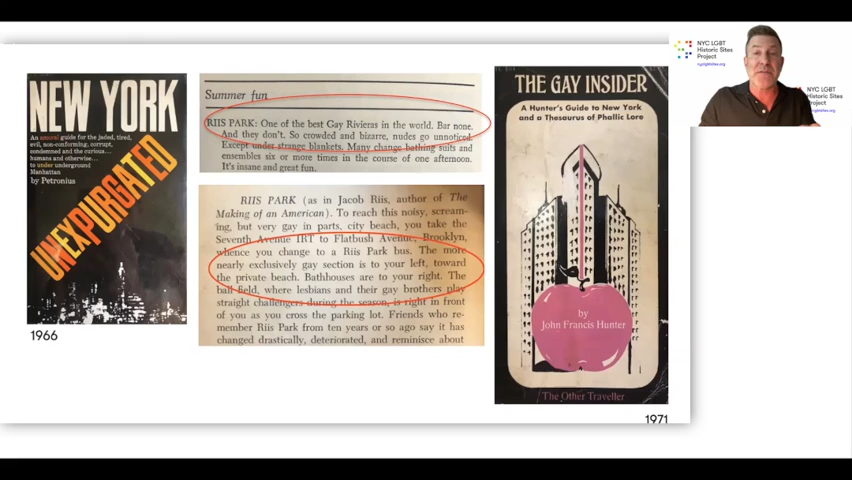 NEW YORK
An amoral guide for the jaded, tired,
evil, non-conforming, corrupt,
condemned and the curious...
humans and otherwise...
to under underground
Manhattan
by Petronius
UNEXPURGATED
1966
Summer fun
RIIS PARK: One of the best Gay Rivieras in the world. Bar none.
And they don't. So crowded and bizarre, nudes go unnoticed.
Except under strange blankets. Many change bathing suits and
ensembles six or more times in the course of one afternoon.
It's insane and great fun.
RIIS PARK (as in Jacob Riis, author of The
Making of an American). To reach this noisy, scream-
ing, but very gay in parts, city beach, you take the
Seventh Avenue IRT to Flatbush Avenue, Brooklyn,
whence you change to a Riis Park bus. The more
nearly exclusively gay section is to your left, toward
the private beach. Bathhouses are to your right. The
ball field, where lesbians and their gay brothers play
straight challengers during the season, is right in front
of you as you cross the parking lot. Friends who re-
member Riis Park from ten years or so ago say it has
changed drastically, deteriorated, and reminisce about
THE GAY INSIDER
A Hunter's Guide to New York
and a Thesaurus of Phallic Lore
by
John Francis Hunter
The Other Traveller
1971
NYC LGBT
Historic Sites
Project
nyclgbtsites.org
NYC LGBT
Historic Sites
Project